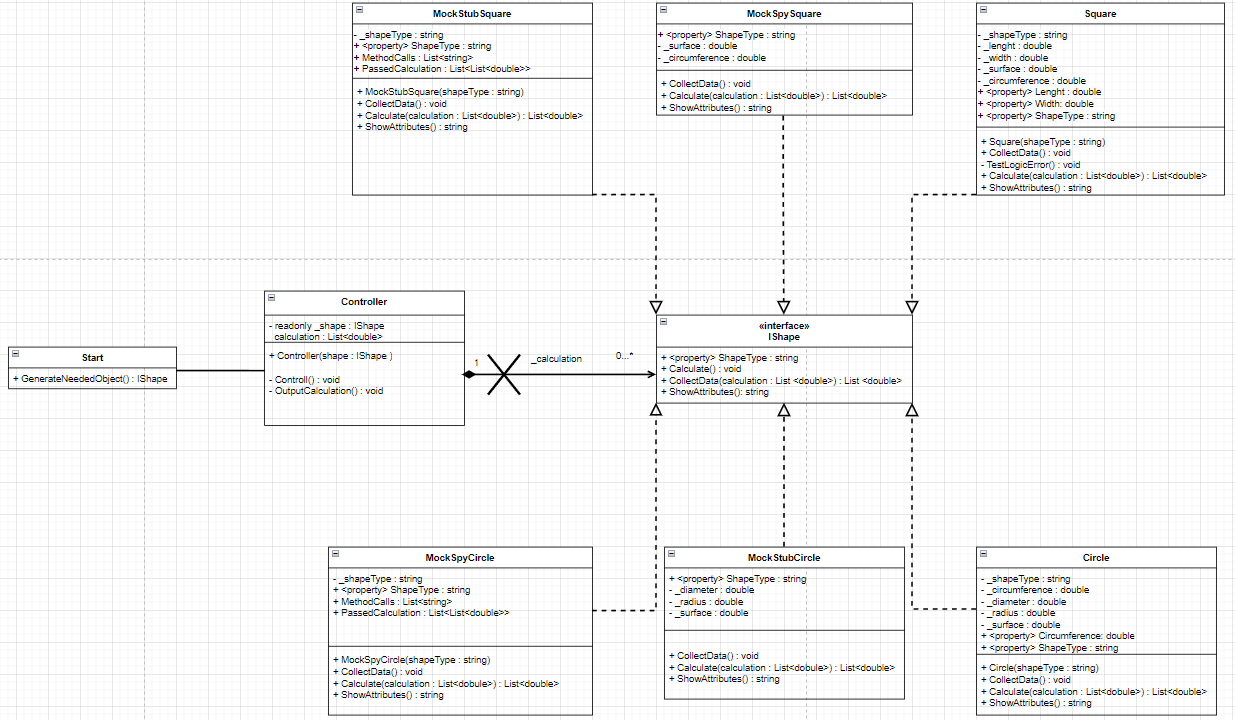 MockStubSquare
- _shapeType : string
+ <property> ShapeType : string
+ MethodCalls : List<string>
+ PassedCalculation : List<List<double>>
+ MockStubSquare(shapeType : string)
+ CollectData() : void
+ Calculate(calculation : List<double>) : List<double>
+ ShowAttributes() : string
MockSpySquare
+ <property> ShapeType : string
- _surface : double
- _circumference : double
+ CollectData() : void
+ Calculate(calculation : List<double>) : List<double>
+ ShowAttributes() : string
Square
- _shapeType : string
- _lenght : double
- _width : double
- _surface : double
- _circumference : double
+ <property> Lenght : double
+ <property> Width: double
+ <property> ShapeType : string
+ Square(shapeType : string)
+ CollectData() : void
- TestLogicError() : void
+ Calculate(calculation : List<double>) : List<double>
+ ShowAttributes() : string
Start
+ GenerateNeededObject() : IShape
Controller
- readonly _shape : IShape
_calculation : List<double>
+ Controller(shape : IShape )
- Controll() : void
- OutputCalculation() : void
1
_calculation
0...*
«interface»
IShape
+ <property> ShapeType : string
+ Calculate() : void
+ CollectData(calculation : List <double>) : List <double>
+ ShowAttributes(): string
MockSpyCircle
- _shapeType : string
+ <property> ShapeType : string
+ MethodCalls : List<string>
+ PassedCalculation : List<List<double>>
+ MockSpyCircle(shapeType : string)
+ CollectData() : void
+ Calculate(calculation : List<dobule>) : List<double>
+ ShowAttributes() : string
MockStubCircle
+ <property> ShapeType : string
- _diameter : double
- _radius : double
- _surface : double
+ CollectData() : void
+ Calculate(calculation : List<dobule>) : List<double>
+ ShowAttributes() : string
Circle
- _shapeType : string
- _circumference : double
- _diameter : double
- _radius : double
- _surface : double
+ <property> Circumference: double
+ <property> ShapeType : string
+ Circle(shapeType : string)
+ CollectData() : void
+ Calculate(calculation : List<dobule>) : List<double>
+ ShowAttributes() : string